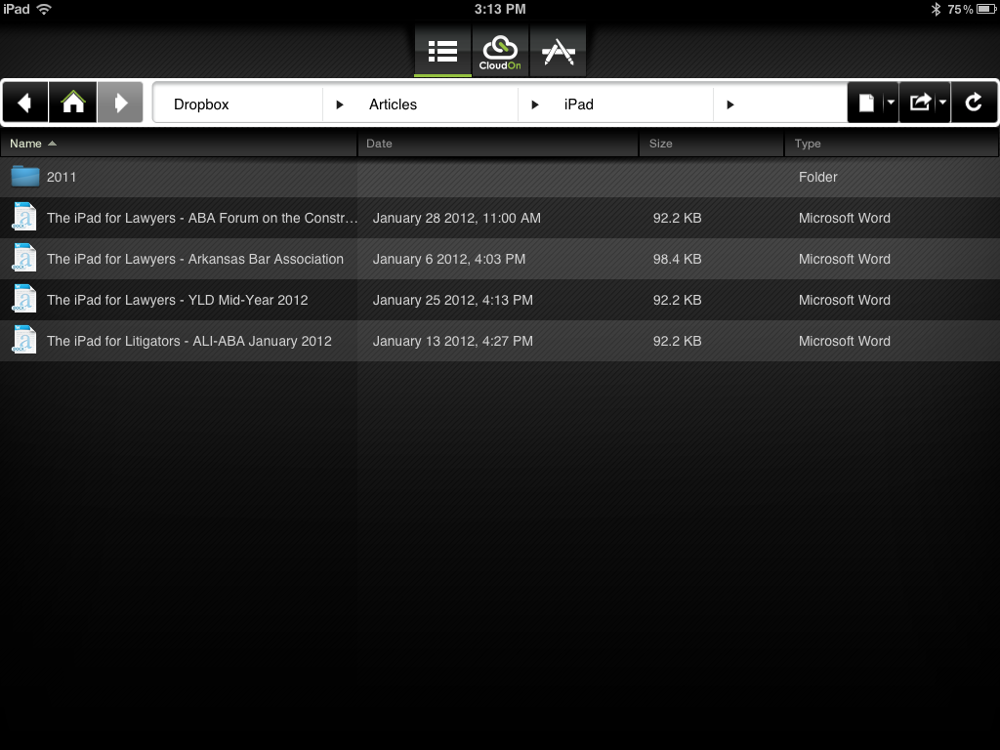 iPad 3:13 PM 75%
CloudOn
Dropbox Articles iPad
Name Date Size Type
2011 Folder
The iPad for Lawyers - ABA Forum on the Constr... January 28 2012, 11:00 AM 92.2 KB Microsoft Word
The iPad for Lawyers - Arkansas Bar Association January 6 2012, 4:03 PM 98.4 KB Microsoft Word
The iPad for Lawyers - YLD Mid-Year 2012 January 25 2012, 4:13 PM 92.2 KB Microsoft Word
The iPad for Litigators - ALI-ABA January 2012 January 13 2012, 4:27 PM 92.2 KB Microsoft Word